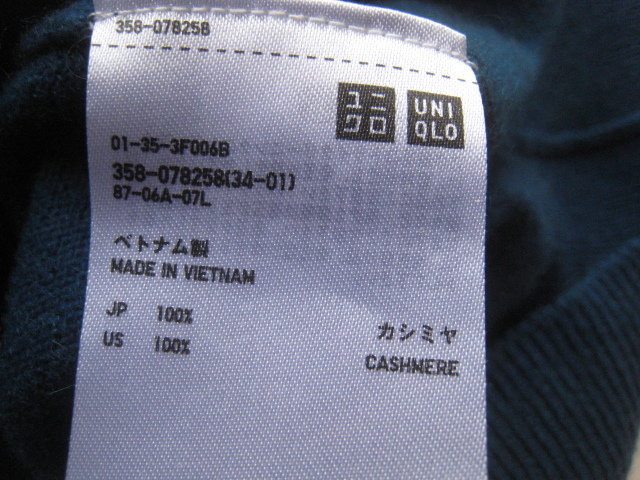 358-078258
ユニ
クロ
UNI
QLO
01-35-3F006B
358-078258(34-01)
87-06A-07L
ベトナム製
MADE IN VIETNAM
JP 100% カシミヤ
US 100% CASHMERE